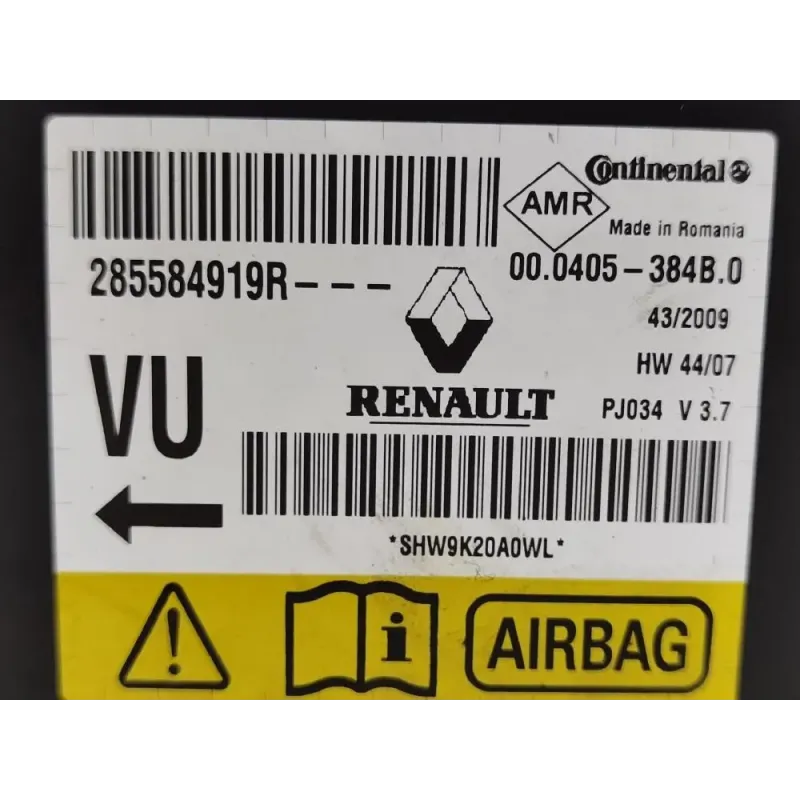 Continental
AMR
Made in Romania
285584919R---
00.0405-384B.0
43/2009
HW 44/07
VU
RENAULT
PJ034 V 3.7
*SHW9K20A0WL*
i
AIRBAG